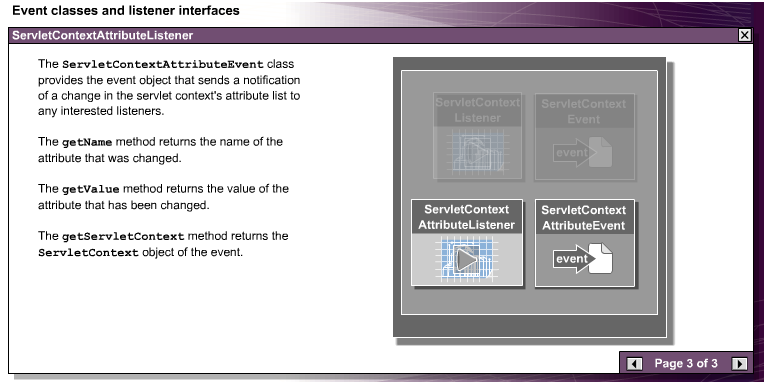 Event classes and listener interfaces
ServletContextAttributeListener
The ServletContextAttributeEvent class
provides the event object that sends a notification
of a change in the servlet context's attribute list to
any interested listeners.
The getName method returns the name of the
attribute that was changed.
The getValue method returns the value of the
attribute that has been changed.
The getServletContext method returns the
ServletContext object of the event.
ServletContext
Listener
ServletContext
Event
event
ServletContext
AttributeListener
ServletContext
AttributeEvent
event
Page 3 of 3